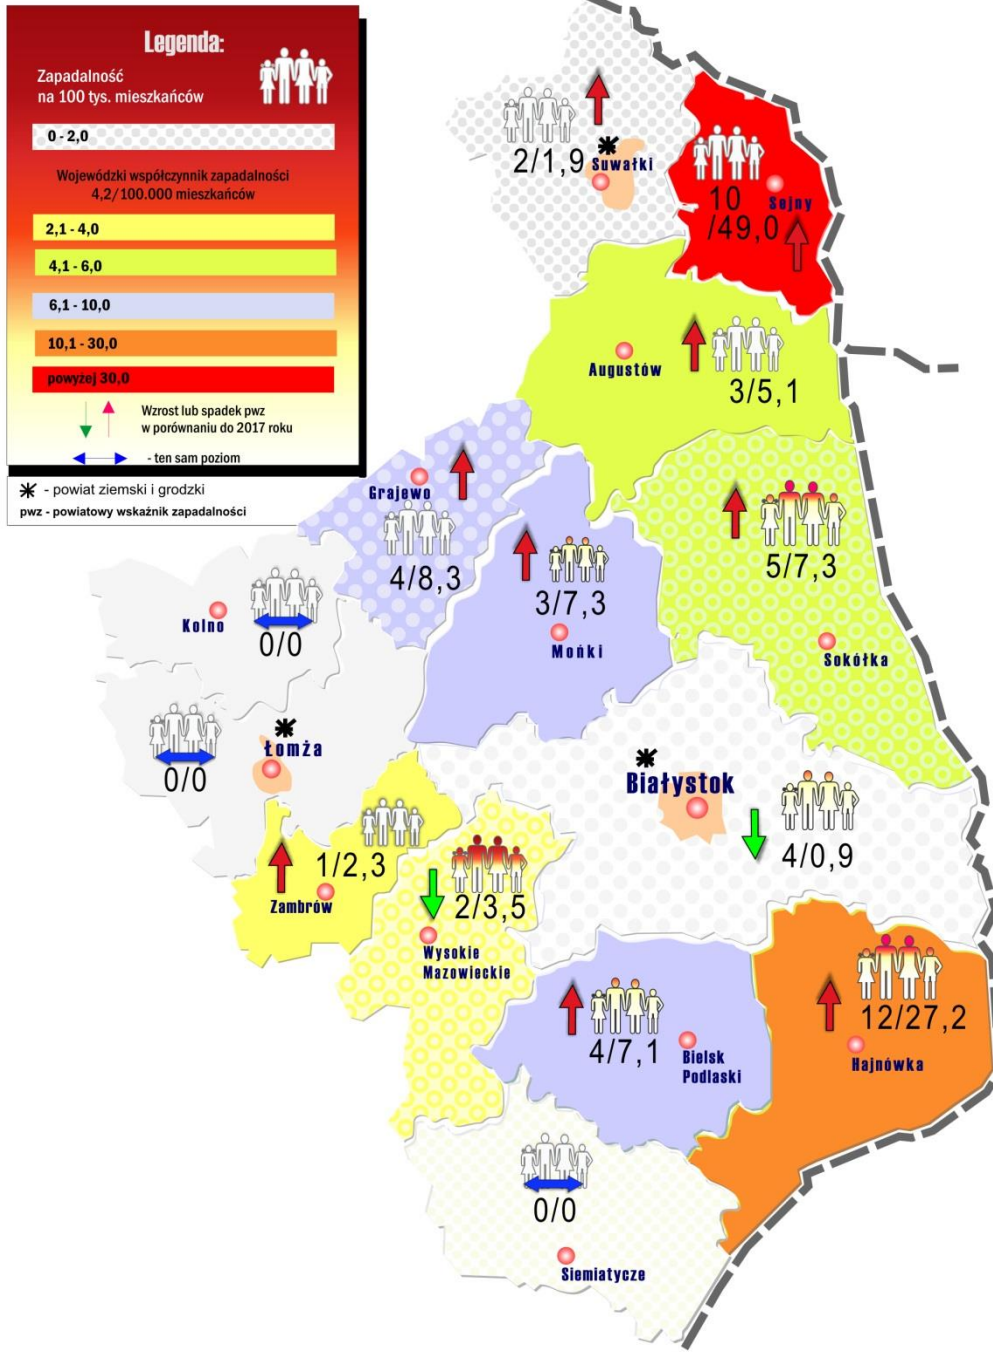 Legenda:
Zapadalność
na 100 tys. mieszkańców
0 - 2,0
Wojewódzki współczynnik zapadalności
4,2/100.000 mieszkańców
2,1 - 4,0
4,1 - 6,0
6,1 - 10,0
10,1 - 30,0
powyżej 30,0
Wzrost lub spadek pwz
w porównaniu do 2017 roku
- ten sam poziom
- powiat ziemski i grodzki
pwz - powiatowy wskaźnik zapadalności
2/1,9
Suwałki
10
/49,0
Sejny
Augustów
3/5,1
Grajewo
4/8,3
3/7,3
Mońki
5/7,3
Sokółka
Kolno
0/0
0/0
Łomża
Białystok
4/0,9
1/2,3
Zambrów
2/3,5
Wysokie
Mazowieckie
4/7,1
Bielsk
Podlaski
12/27,2
Hajnówka
0/0
Siemiatycze